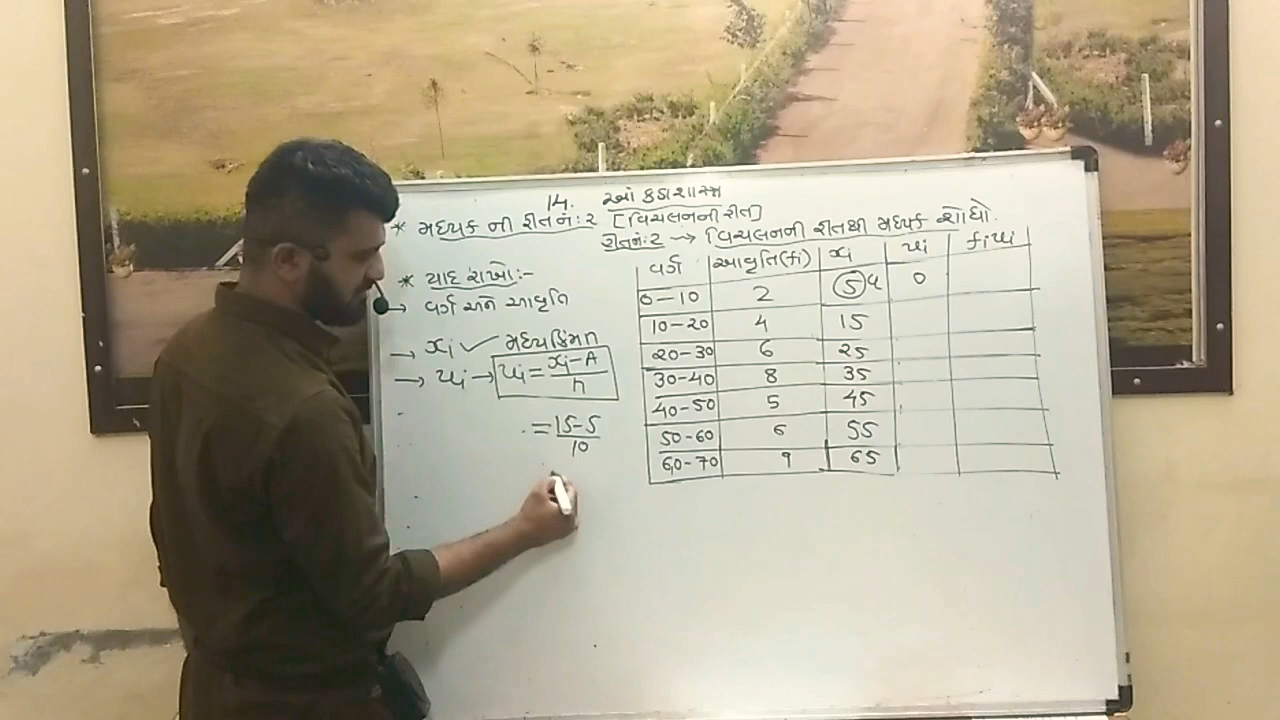 14. આંકડાશાસ્ત્ર
* મધ્યક ની રીતનં:૨ [વિચલનની રીત]
રીતનં:૨ → વિચલનની રીતથી મધ્યક શોધો.
* યાદ રાખો:-
→ વર્ગ અને આવૃતિ
→ xi ✓ મધ્યકિંમત
→ ui → ui = xi-A / h
= 15-5 / 10
વર્ગ આવૃતિ(fi) xi ui fiui
0-10 2 5 0
10-20 4 15
20-30 6 25
30-40 8 35
40-50 5 45
50-60 6 55
60-70 9 65